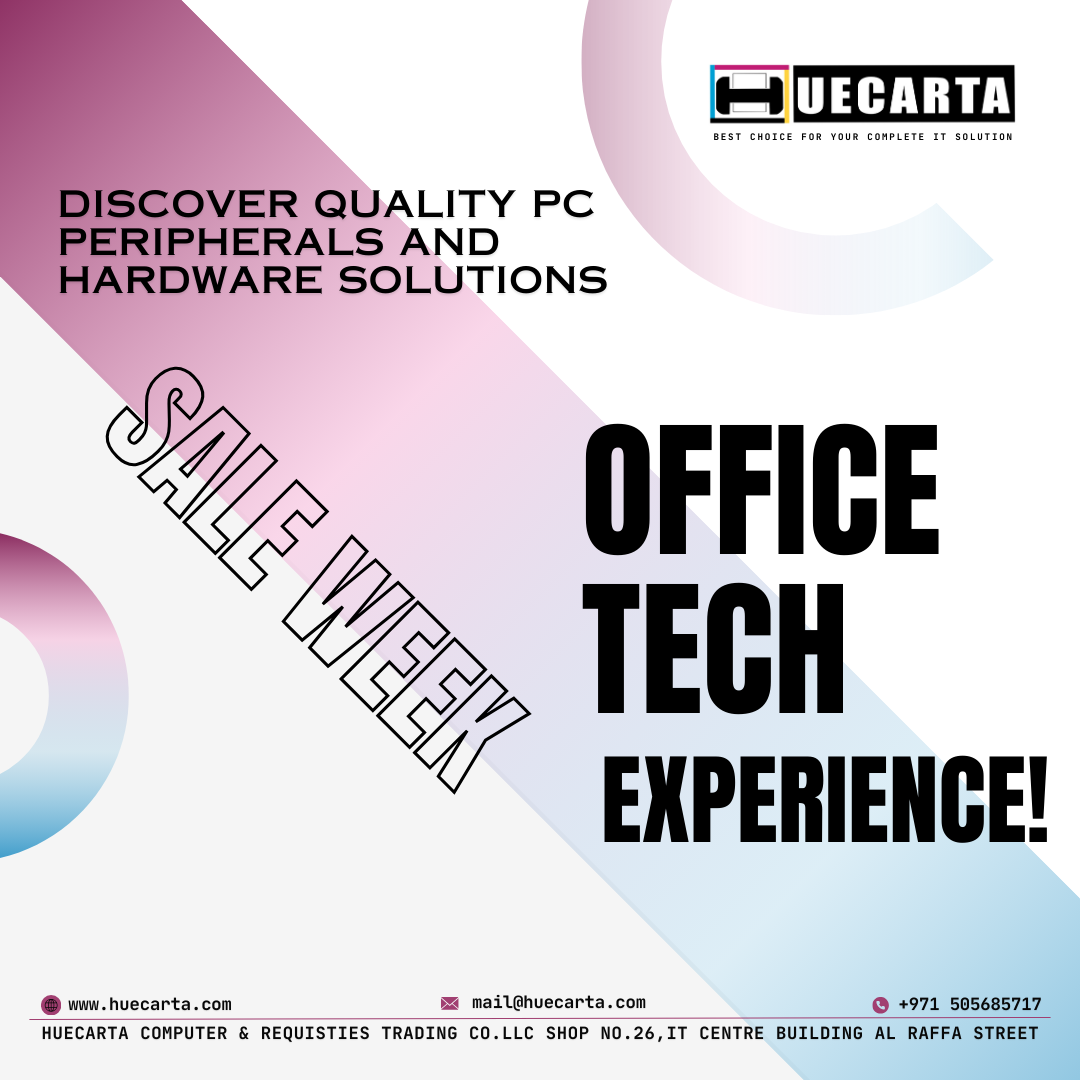 HUECARTA
BEST CHOICE FOR YOUR COMPLETE IT SOLUTION
DISCOVER QUALITY PC
PERIPHERALS AND
HARDWARE SOLUTIONS
SALE WEEK
OFFICE
TECH
EXPERIENCE!
www.huecarta.com
mail@huecarta.com
+971 505685717
HUECARTA COMPUTER & REQUISTIES TRADING CO.LLC SHOP NO.26,IT CENTRE BUILDING AL RAFFA STREET